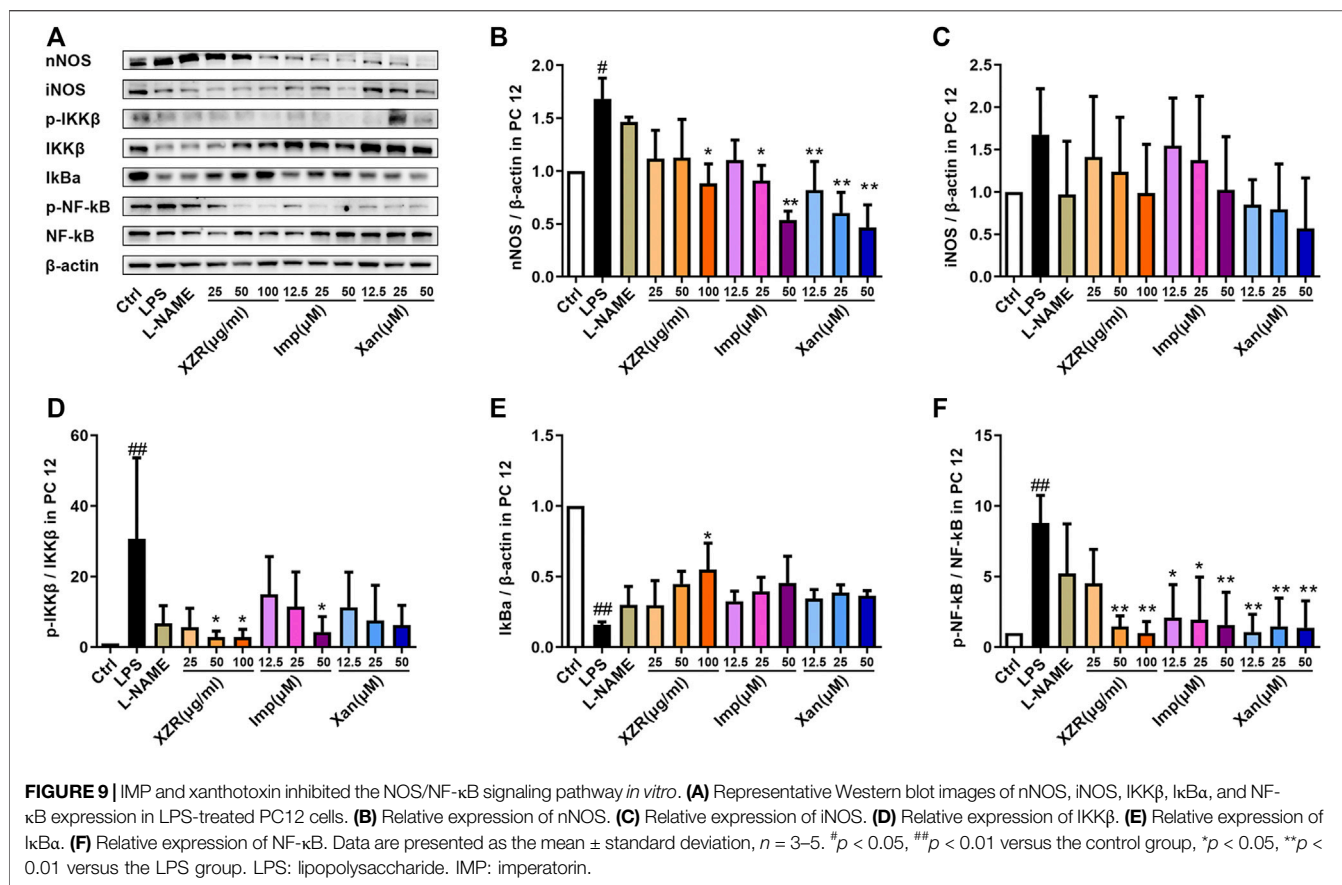 A
nNOS
iNOS
p-IKKβ
IKKβ
IkBa
p-NF-kB
NF-kB
β-actin
Ctrl LPS L-NAME 25 50 100 12.5 25 50 12.5 25 50
XZR(μg/ml) Imp(μM) Xan(μM)
B
nNOS / β-actin in PC 12
2.0
1.5
1.0
0.5
0.0
# * * ** ** ** **
Ctrl LPS L-NAME 25 50 100 12.5 25 50 12.5 25 50
XZR(μg/ml) Imp(μM) Xan(μM)
C
iNOS / β-actin in PC 12
2.5
2.0
1.5
1.0
0.5
0.0
Ctrl LPS L-NAME 25 50 100 12.5 25 50 12.5 25 50
XZR(μg/ml) Imp(μM) Xan(μM)
D
p-IKKβ / IKKβ in PC 12
60
40
20
0
## * * *
Ctrl LPS L-NAME 25 50 100 12.5 25 50 12.5 25 50
XZR(μg/ml) Imp(μM) Xan(μM)
E
IkBa / β-actin in PC 12
1.5
1.0
0.5
0.0
## *
Ctrl LPS L-NAME 25 50 100 12.5 25 50 12.5 25 50
XZR(μg/ml) Imp(μM) Xan(μM)
F
p-NF-kB / NF-kB in PC 12
15
10
5
0
## ** ** * * ** ** ** **
Ctrl LPS L-NAME 25 50 100 12.5 25 50 12.5 25 50
XZR(μg/ml) Imp(μM) Xan(μM)
FIGURE 9 | IMP and xanthotoxin inhibited the NOS/NF-κB signaling pathway in vitro. (A) Representative Western blot images of nNOS, iNOS, IKKβ, IκBα, and NF-
κB expression in LPS-treated PC12 cells. (B) Relative expression of nNOS. (C) Relative expression of iNOS. (D) Relative expression of IKKβ. (E) Relative expression of
IκBα. (F) Relative expression of NF-κB. Data are presented as the mean ± standard deviation, n = 3–5. #p < 0.05, ##p < 0.01 versus the control group, *p < 0.05, **p <
0.01 versus the LPS group. LPS: lipopolysaccharide. IMP: imperatorin.